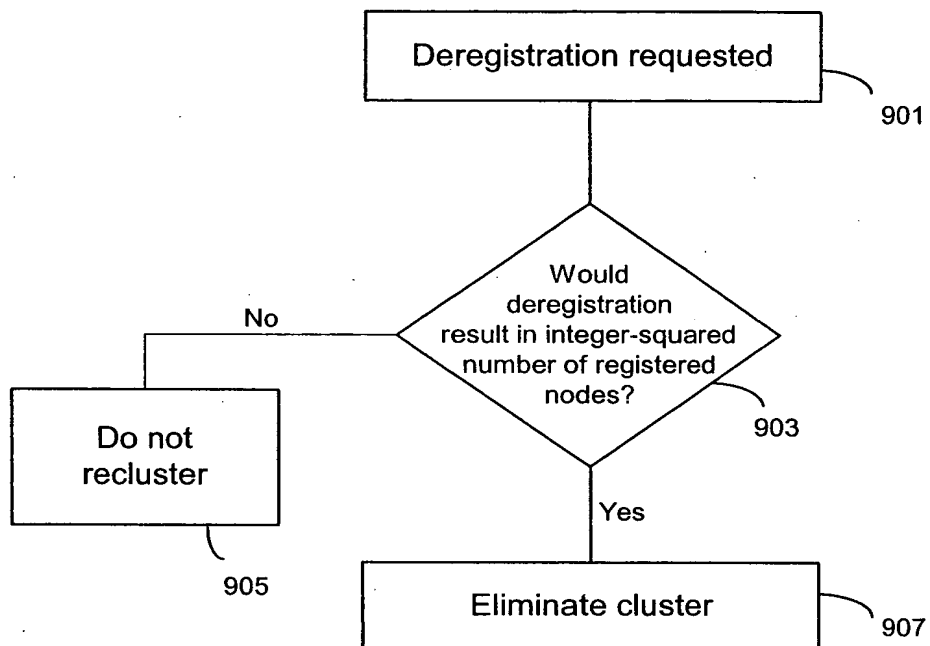 Deregistration requested
901
Would
deregistration
result in integer-squared
number of registered
nodes?
903
No
Do not
recluster
905
Yes
Eliminate cluster
907